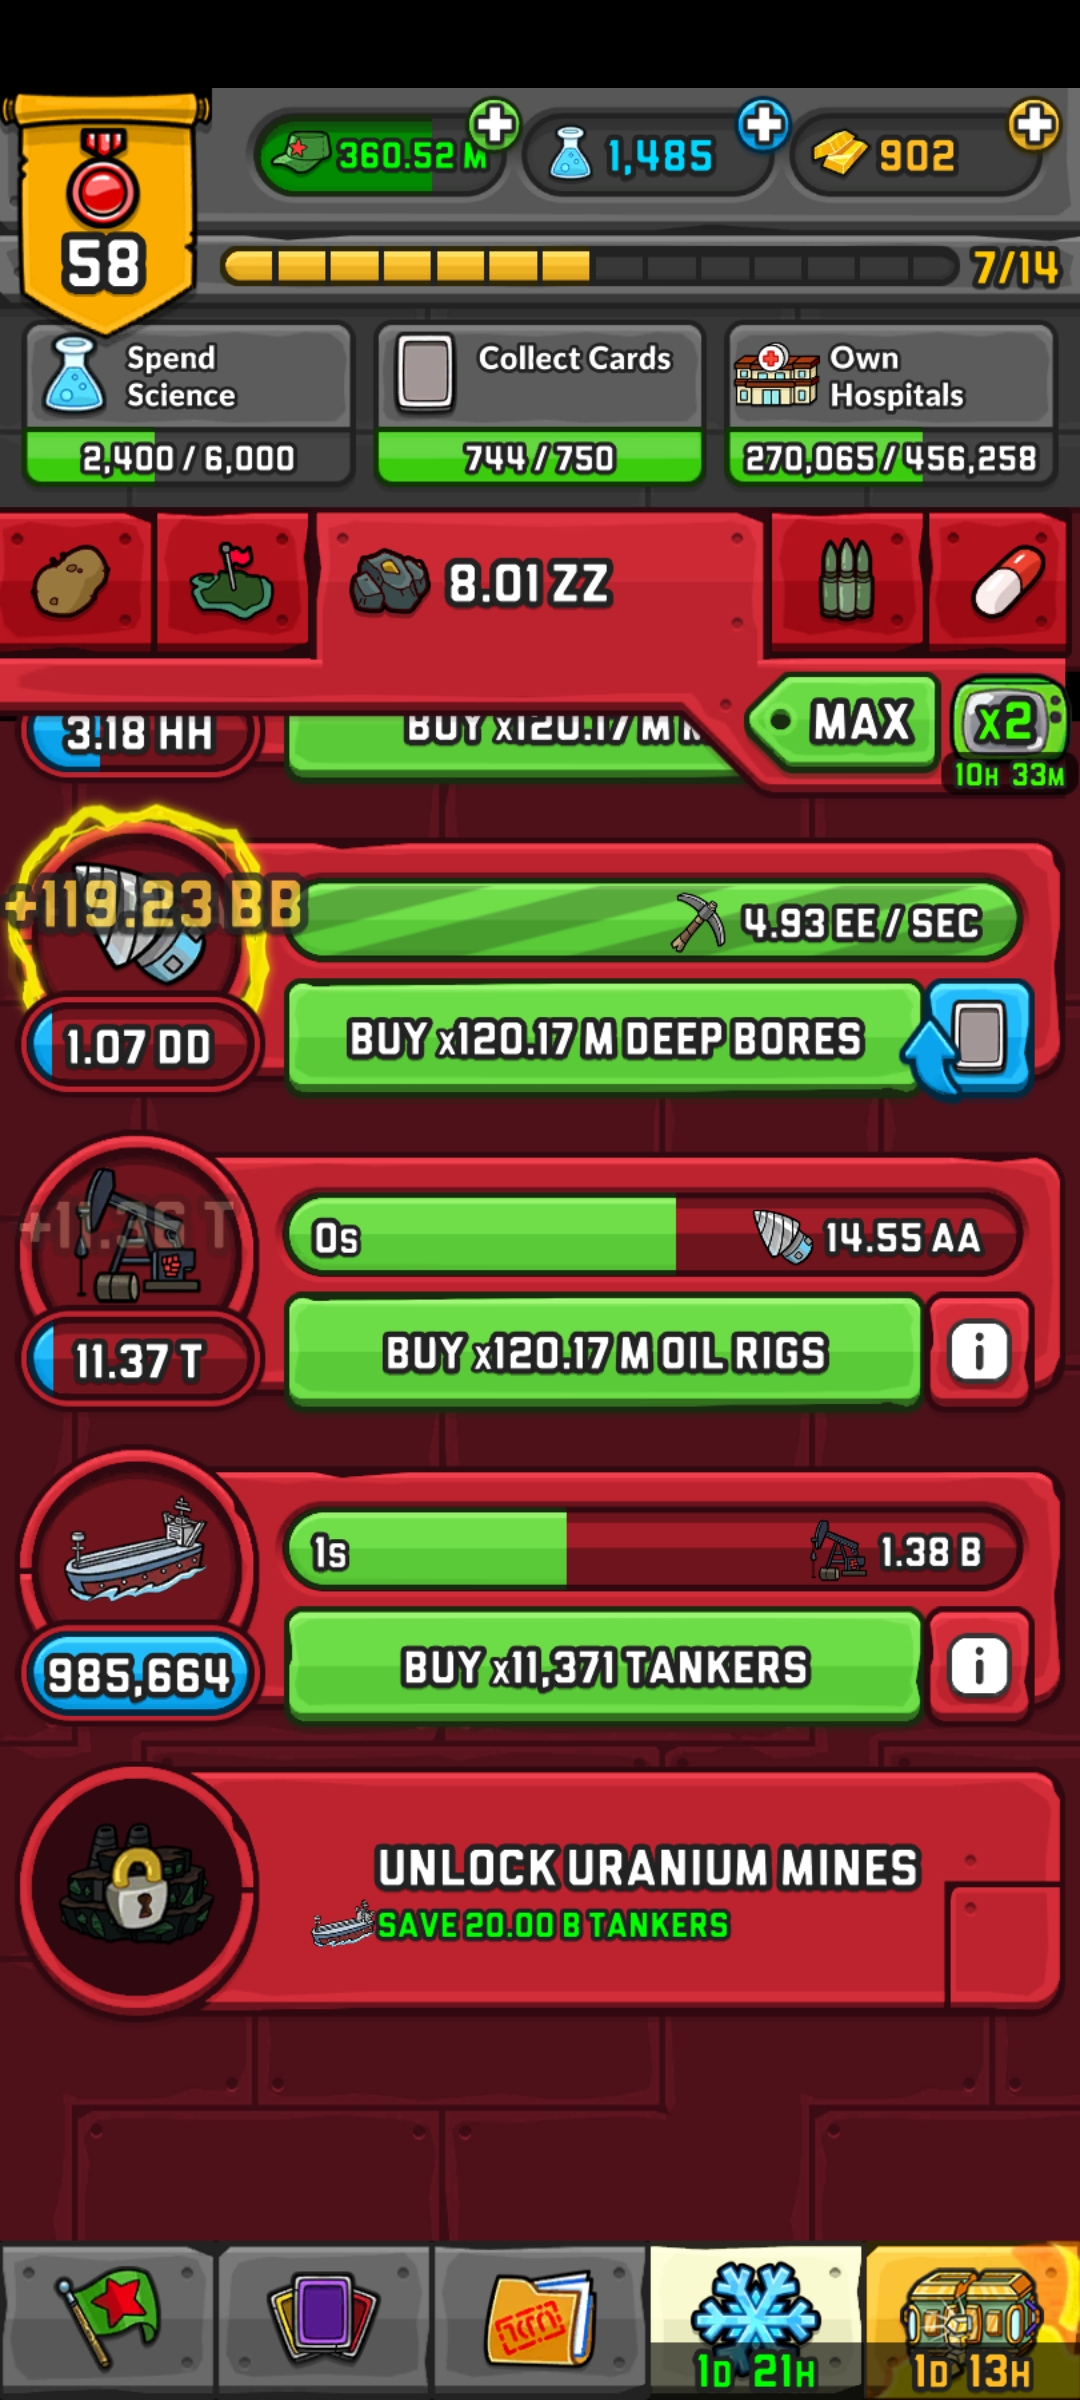 360.52 M
1,485
902
58
7/14
Spend
Science
2,400 / 6,000
Collect Cards
744 / 750
Own
Hospitals
270,065 / 456,258
8.01 ZZ
MAX
x2
10H 33M
3.18 HH
BUY x120.17 M
+119.23 BB
4.93 EE / SEC
1.07 DD
BUY x120.17 M DEEP BORES
+11.36 T
0s
14.55 AA
11.37 T
BUY x120.17 M OIL RIGS
i
1s
1.38 B
985,664
BUY x11,371 TANKERS
i
UNLOCK URANIUM MINES
SAVE 20.00 B TANKERS
1D 21H
1D 13H